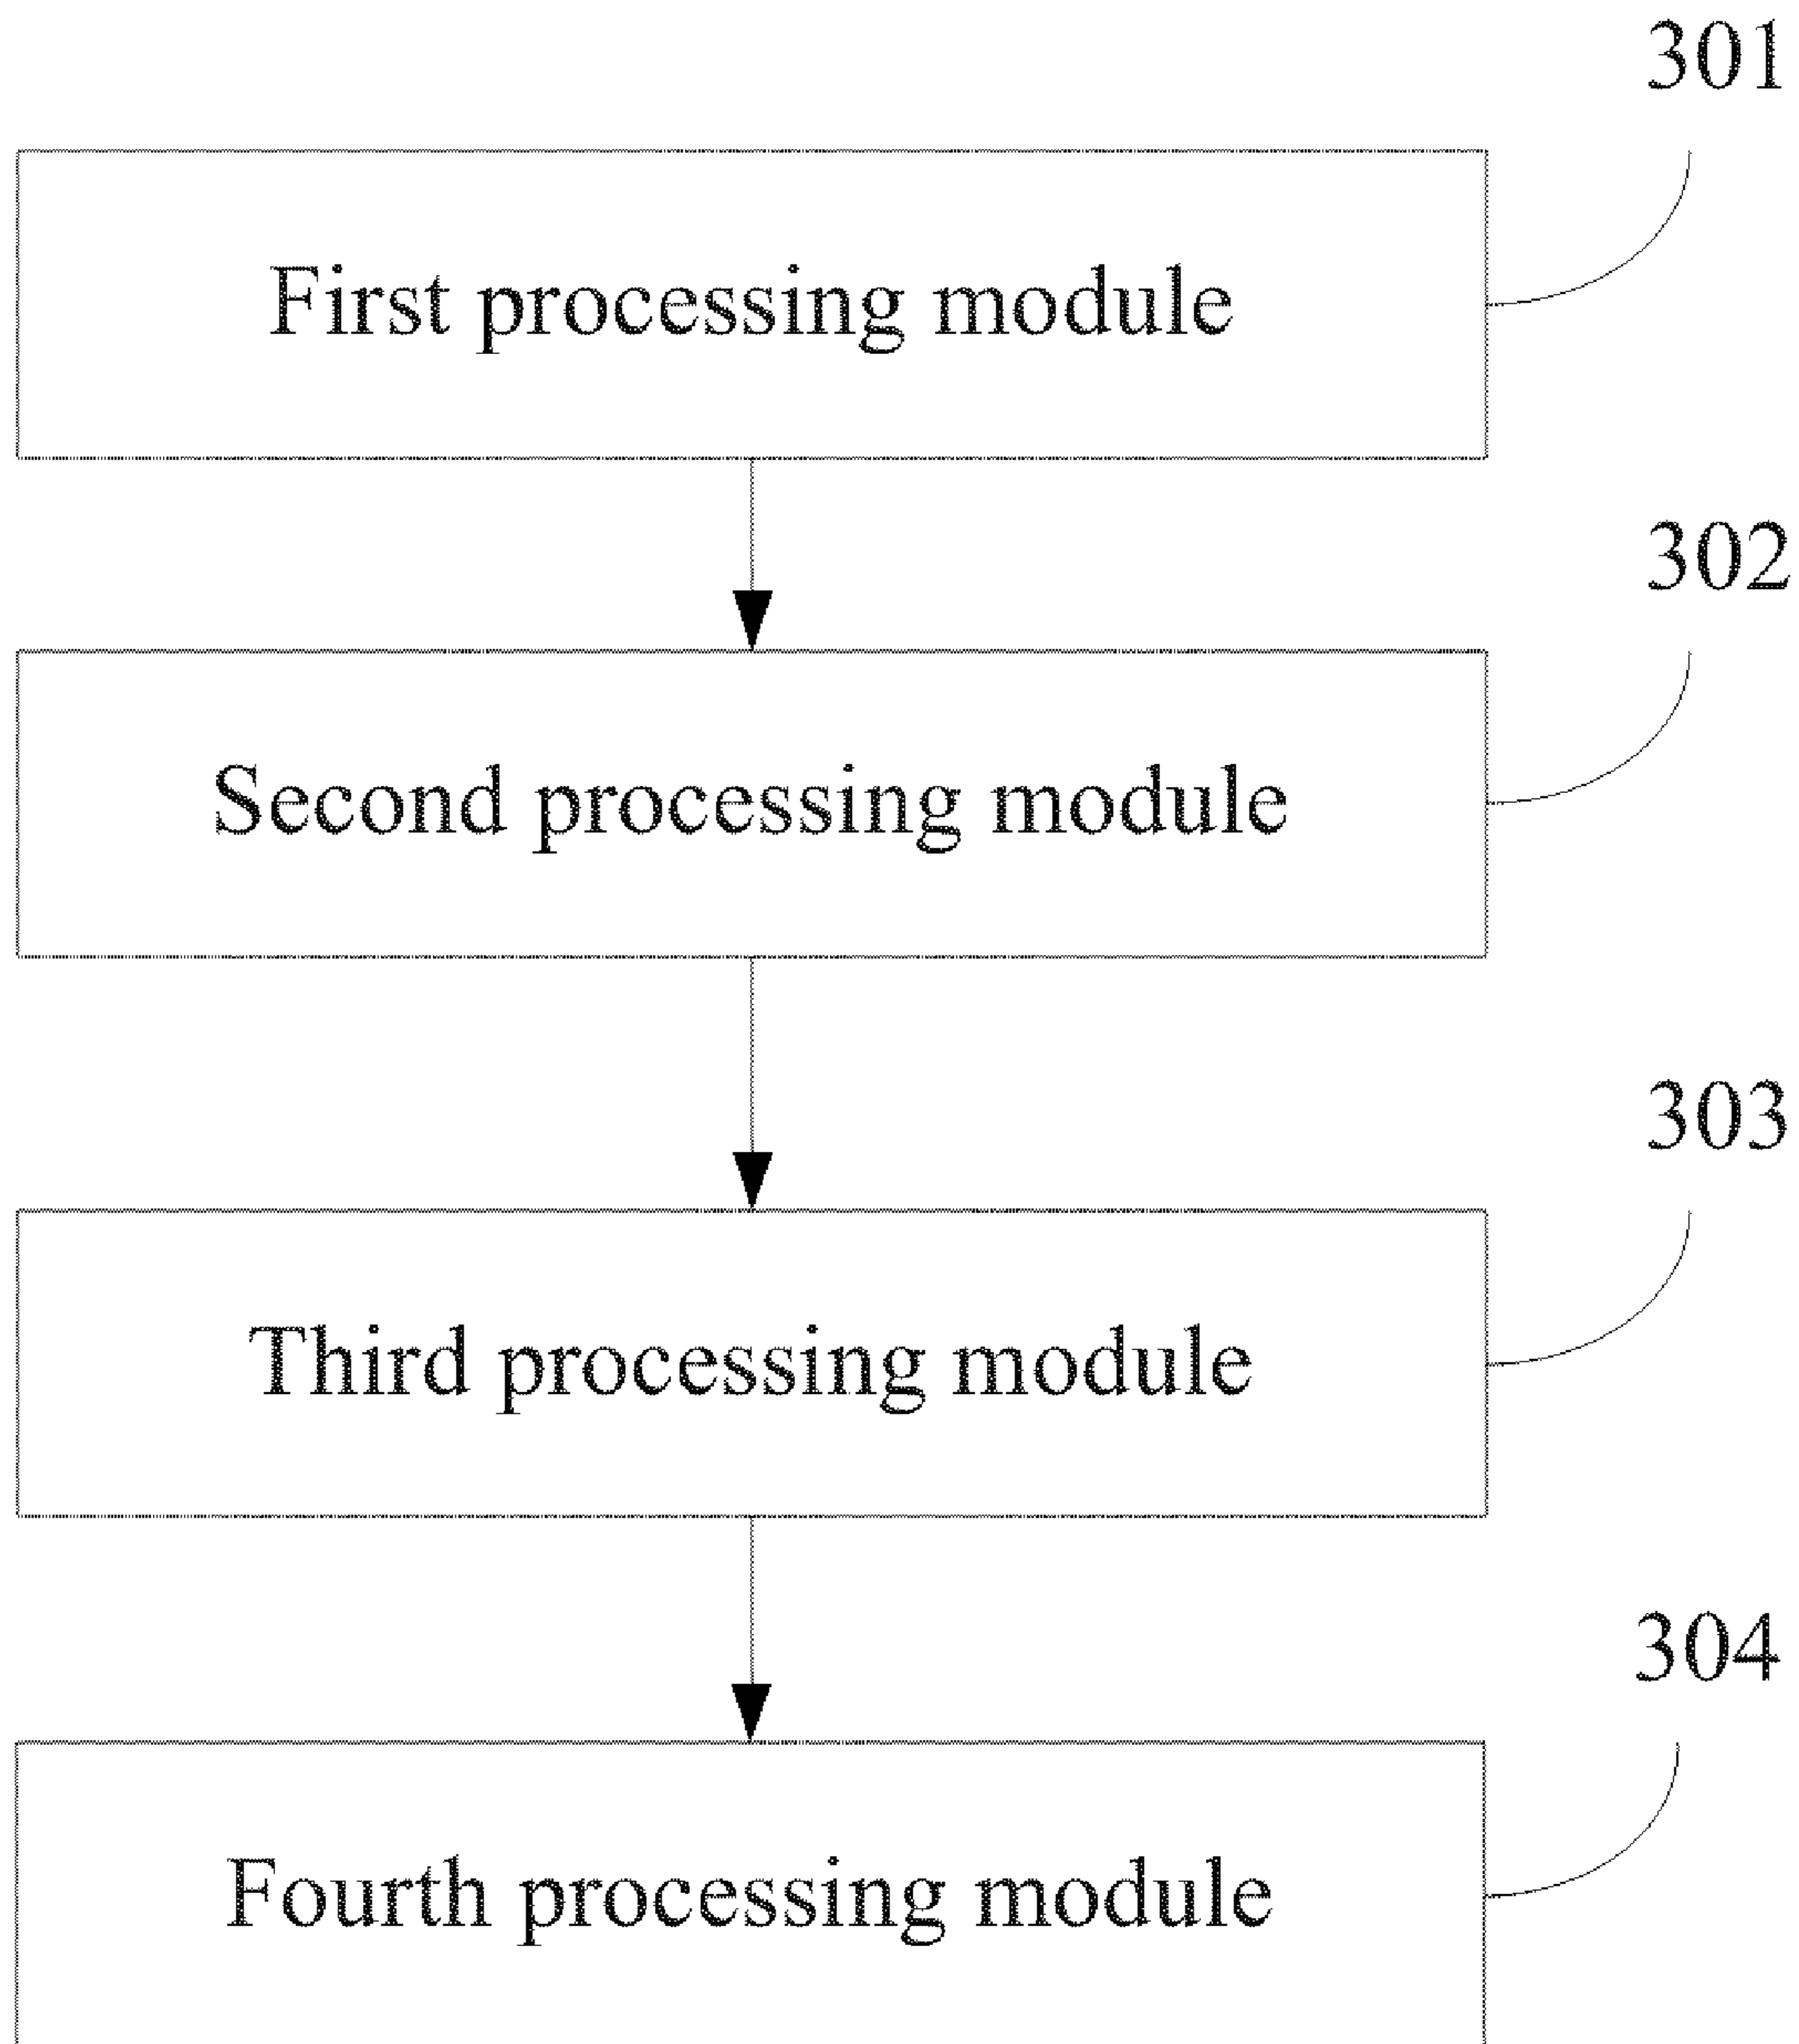 301
First processing module
302
Second processing module
303
Third processing module
304
Fourth processing module